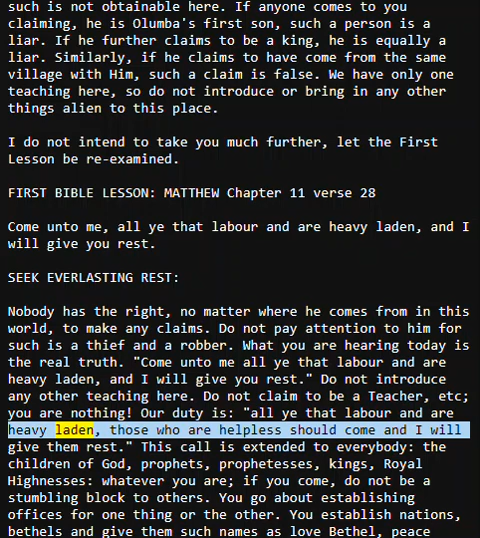 such is not obtainable here. If anyone comes to you
claiming, he is Olumba's first son, such a person is a
liar. If he further claims to be a king, he is equally a
liar. Similarly, if he claims to have come from the same
village with Him, such a claim is false. We have only one
teaching here, so do not introduce or bring in any other
things alien to this place.
I do not intend to take you much further, let the First
Lesson be re-examined.
FIRST BIBLE LESSON: MATTHEW Chapter 11 verse 28
Come unto me, all ye that labour and are heavy laden, and I
will give you rest.
SEEK EVERLASTING REST:
Nobody has the right, no matter where he comes from in this
world, to make any claims. Do not pay attention to him for
such is a thief and a robber. What you are hearing today is
the real truth. "Come unto me all ye that labour and are
heavy laden, and I will give you rest." Do not introduce
any other teaching here. Do not claim to be a Teacher, etc;
you are nothing! Our duty is: "all ye that labour and are
heavy laden, those who are helpless should come and I will
give them rest." This call is extended to everybody: the
children of God, prophets, prophetesses, kings, Royal
Highnesses: whatever you are; if you come, do not be a
stumbling block to others. You go about establishing
offices for one thing or the other. You establish nations,
bethels and give them such names as love Bethel, peace